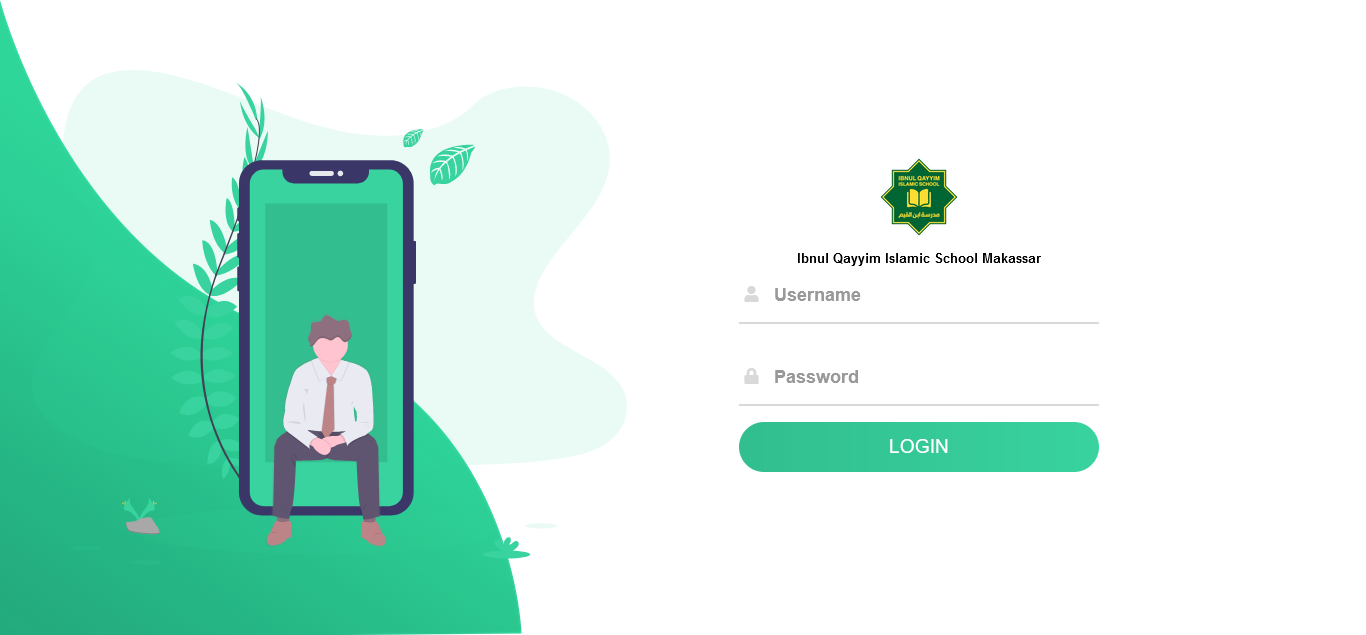 IBNUL QAYYIM
ISLAMIC SCHOOL
مدرسة ابن القيم
Ibnul Qayyim Islamic School Makassar
Username
Password
LOGIN